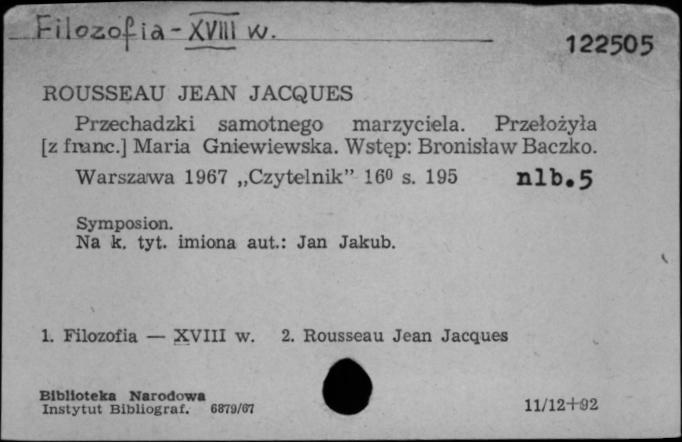 Filozofia - XVIII w.
122505
ROUSSEAU JEAN JACQUES
Przechadzki samotnego marzyciela. Przełożyła
[z franc.] Maria Gniewiewska. Wstęp: Bronisław Baczko.
Warszawa 1967 „Czytelnik” 16⁰ s. 195 nlb. 5
Symposion.
Na k. tyt. imiona aut.: Jan Jakub.
1. Filozofia — XVIII w. 2. Rousseau Jean Jacques
Biblioteka Narodowa
Instytut Bibliograf. 6879/67
11/12+92